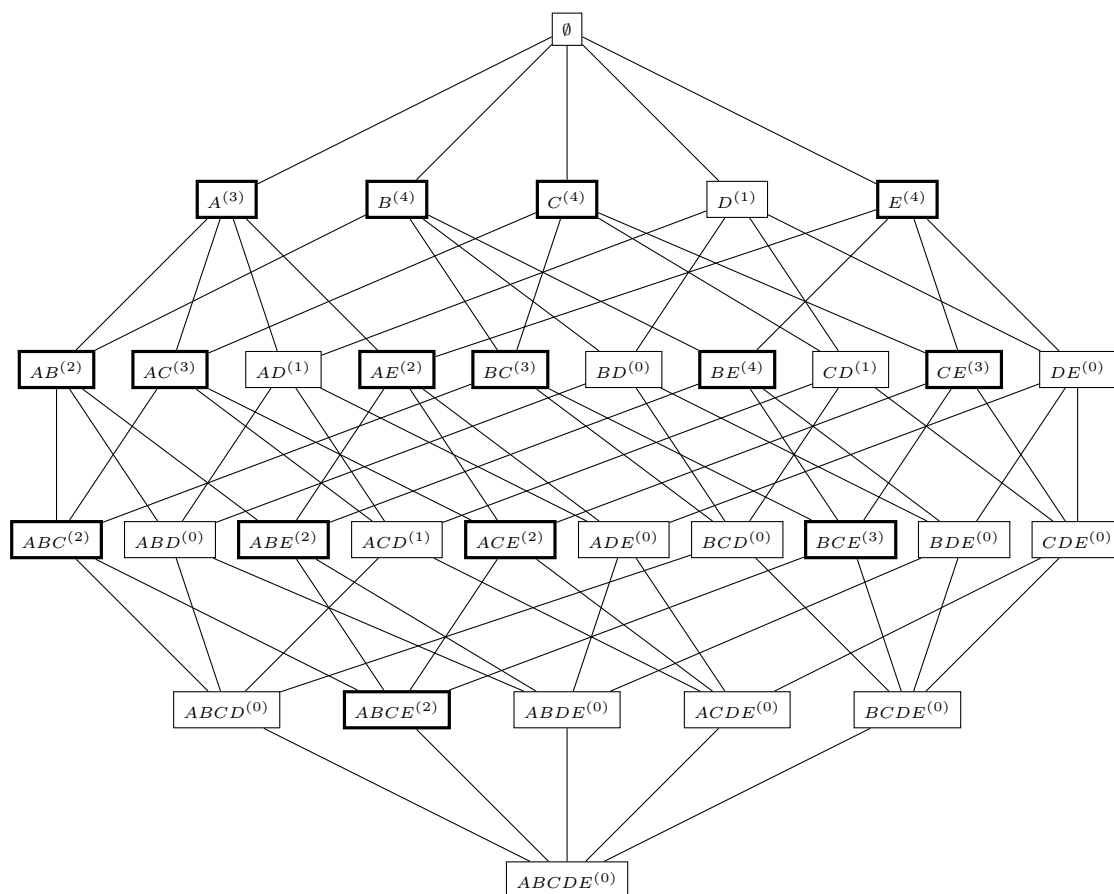 ∅
A⁽³⁾ B⁽⁴⁾ C⁽⁴⁾ D⁽¹⁾ E⁽⁴⁾
AB⁽²⁾ AC⁽³⁾ AD⁽¹⁾ AE⁽²⁾ BC⁽³⁾ BD⁽⁰⁾ BE⁽⁴⁾ CD⁽¹⁾ CE⁽³⁾ DE⁽⁰⁾
ABC⁽²⁾ ABD⁽⁰⁾ ABE⁽²⁾ ACD⁽¹⁾ ACE⁽²⁾ ADE⁽⁰⁾ BCD⁽⁰⁾ BCE⁽³⁾ BDE⁽⁰⁾ CDE⁽⁰⁾
ABCD⁽⁰⁾ ABCE⁽²⁾ ABDE⁽⁰⁾ ACDE⁽⁰⁾ BCDE⁽⁰⁾
ABCDE⁽⁰⁾